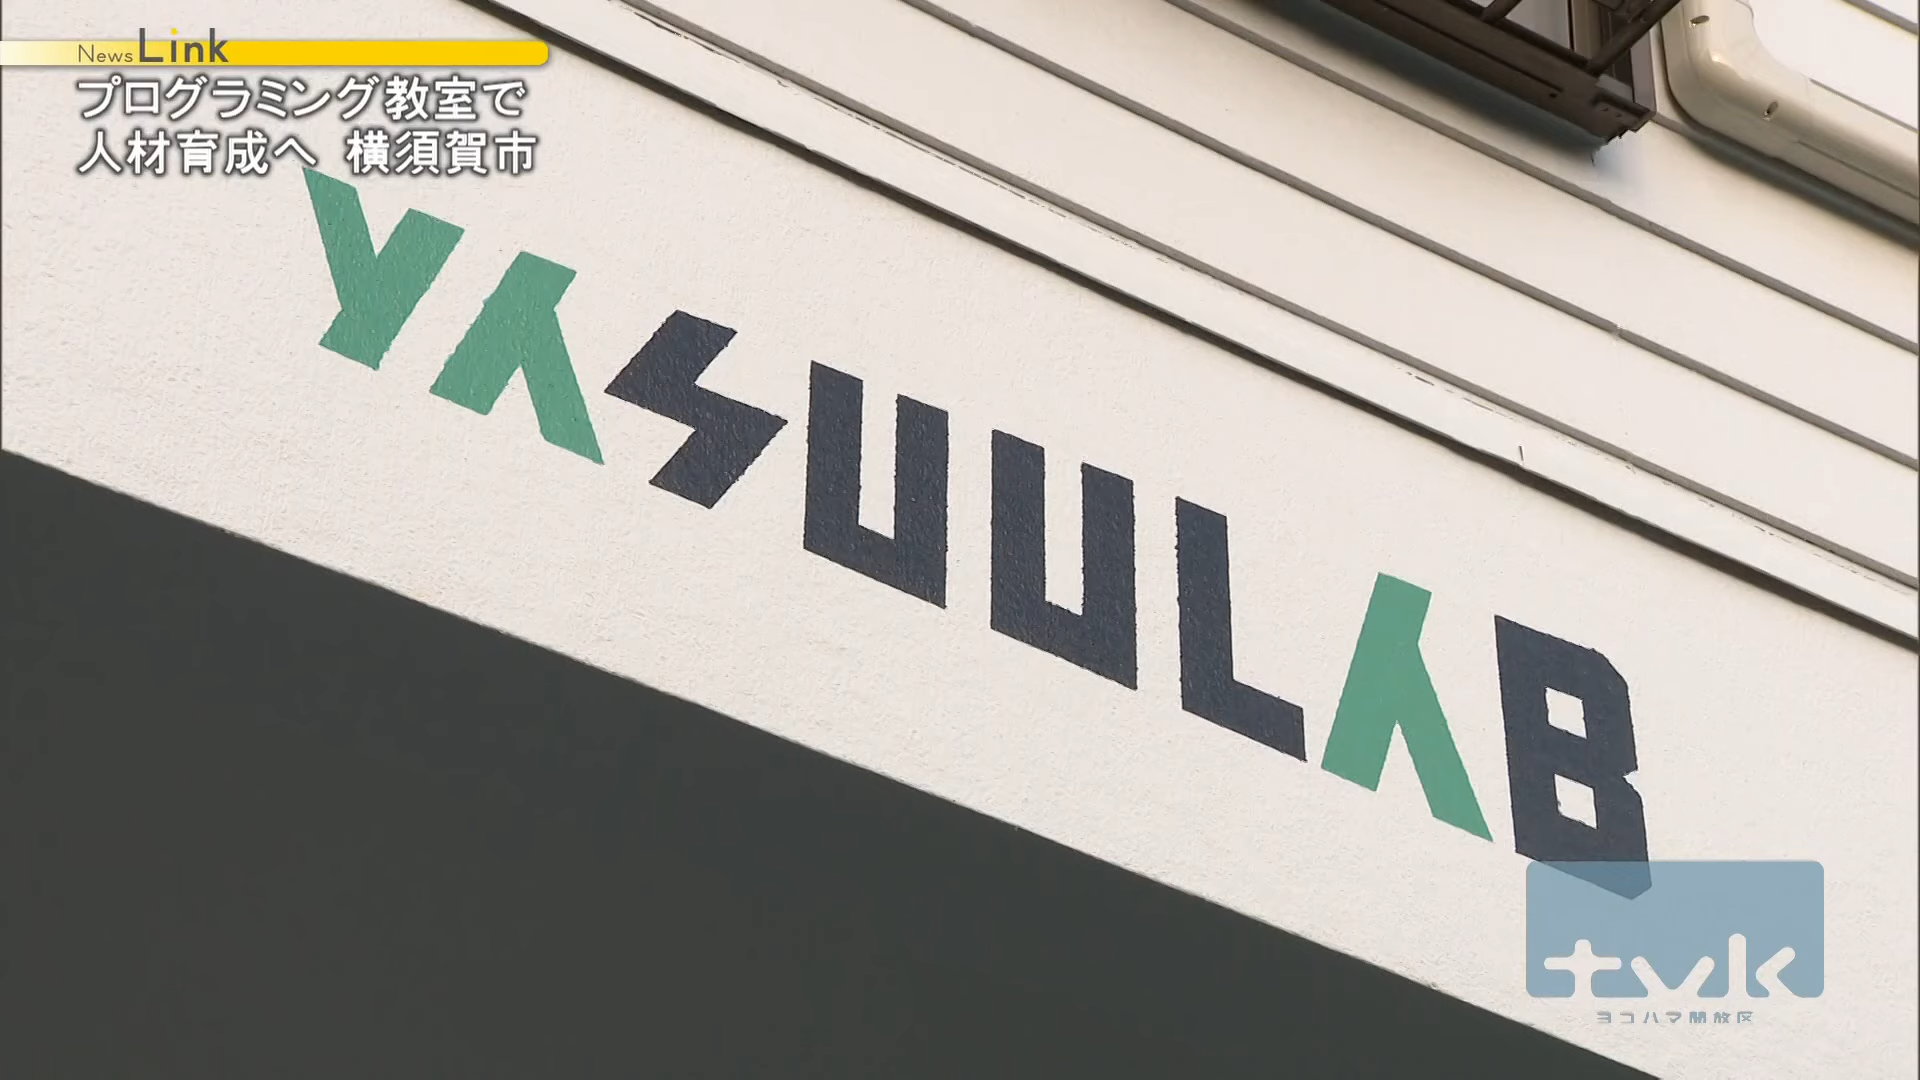 News Link
プログラミング教室で
人材育成へ 横須賀市
YASUULAB
tvk
ヨコハマ開放区